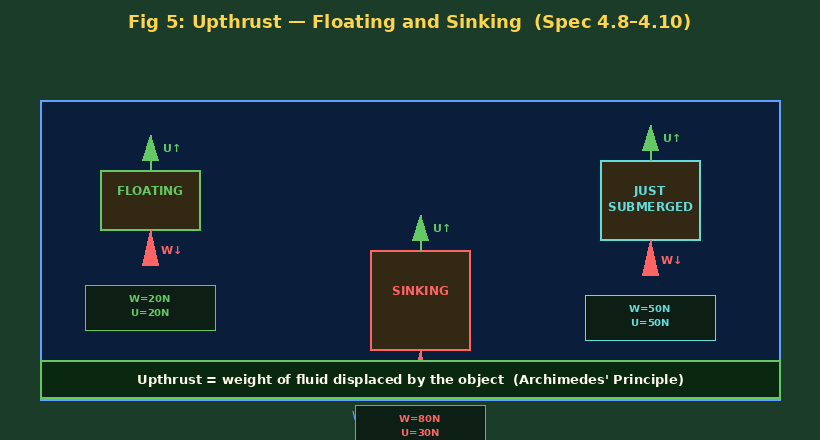 Fig 5: Upthrust — Floating and Sinking  (Spec 4.8–4.10)
U↑
FLOATING
W↓
W=20N
U=20N
U↑
SINKING
U↑
JUST
SUBMERGED
W↓
W=50N
U=50N
Upthrust = weight of fluid displaced by the object  (Archimedes' Principle)
W=80N
U=30N